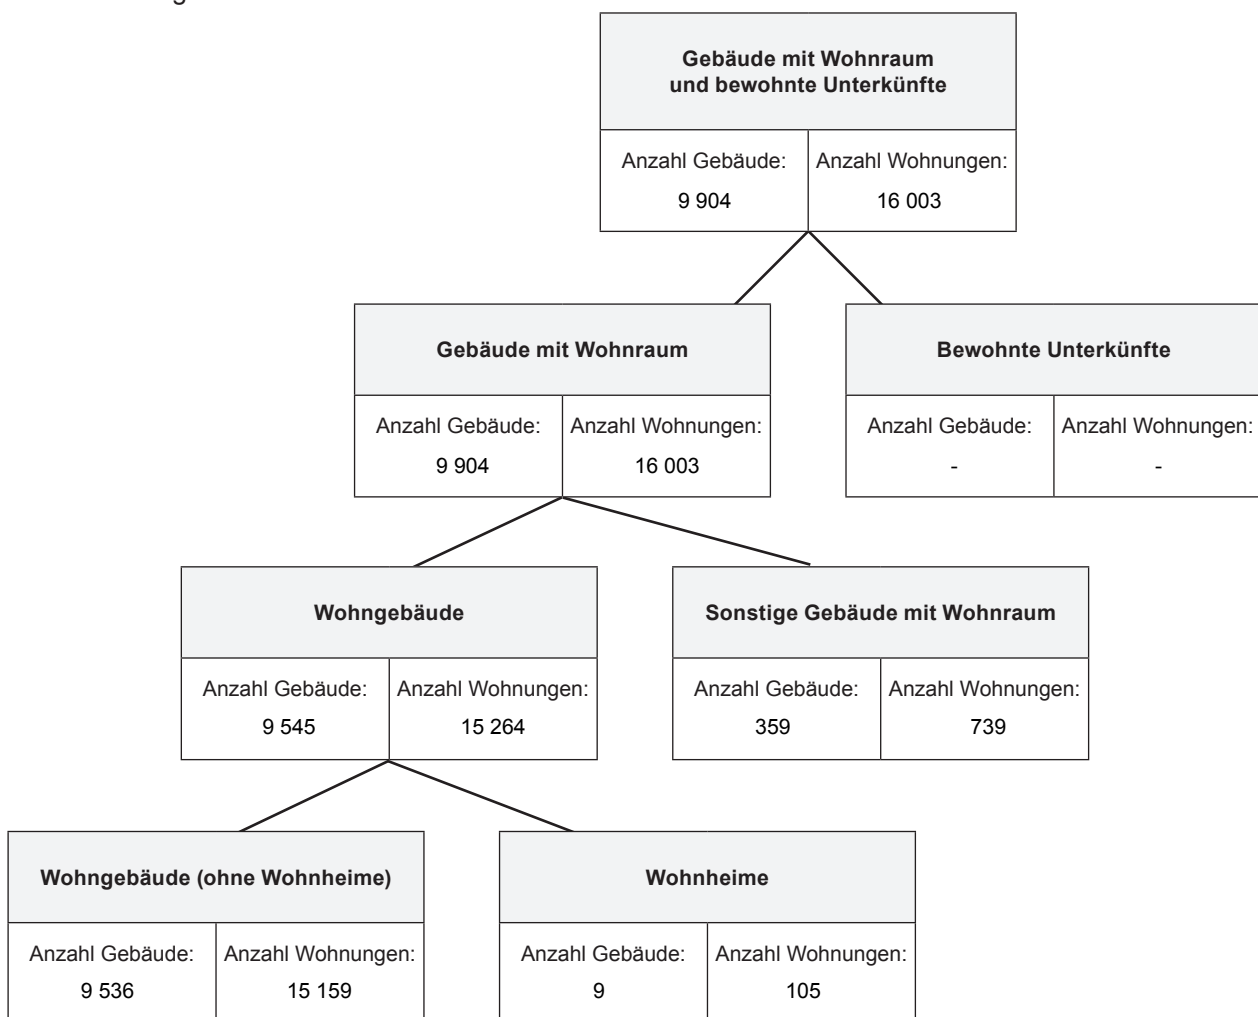 Gebäude mit Wohnraum
und bewohnte Unterkünfte
Anzahl Gebäude: Anzahl Wohnungen:
9 904 16 003
Gebäude mit Wohnraum Bewohnte Unterkünfte
Anzahl Gebäude: Anzahl Wohnungen: Anzahl Gebäude: Anzahl Wohnungen:
9 904 16 003 - -
Wohngebäude Sonstige Gebäude mit Wohnraum
Anzahl Gebäude: Anzahl Wohnungen: Anzahl Gebäude: Anzahl Wohnungen:
9 545 15 264 359 739
Wohngebäude (ohne Wohnheime) Wohnheime
Anzahl Gebäude: Anzahl Wohnungen: Anzahl Gebäude: Anzahl Wohnungen:
9 536 15 159 9 105